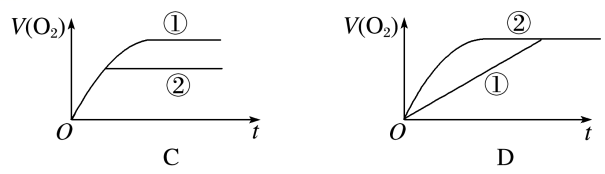 V(O₂) ① ② O t
C
V(O₂) ② ① O t
D